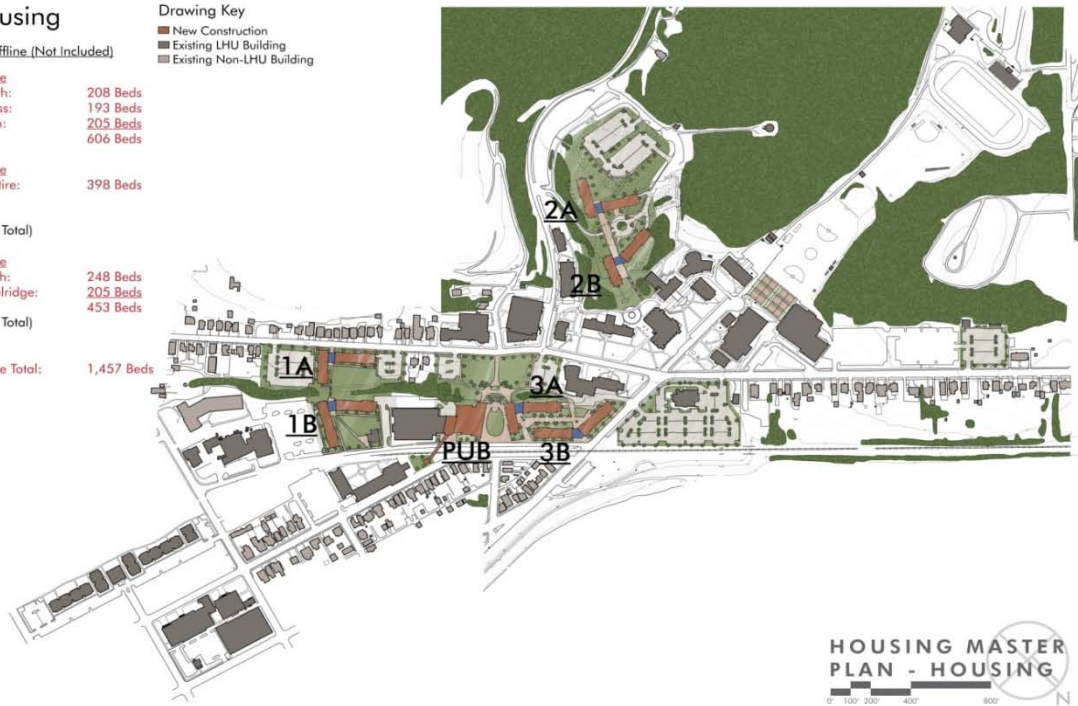 using
ffline (Not Included)
e
h: 208 Beds
ss: 193 Beds
205 Beds
606 Beds
e
tire: 398 Beds
Total)
e
h: 248 Beds
lridge: 205 Beds
453 Beds
Total)
e Total: 1,457 Beds
Drawing Key
New Construction
Existing LHU Building
Existing Non-LHU Building
2A
2B
1A
3A
1B
PUB
3B
HOUSING MASTER
PLAN - HOUSING
0' 100' 200' 400' 800'
N